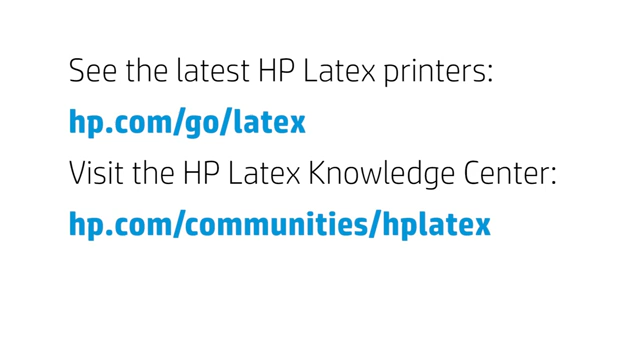 See the latest HP Latex printers:
hp.com/go/latex
Visit the HP Latex Knowledge Center:
hp.com/communities/hplatex